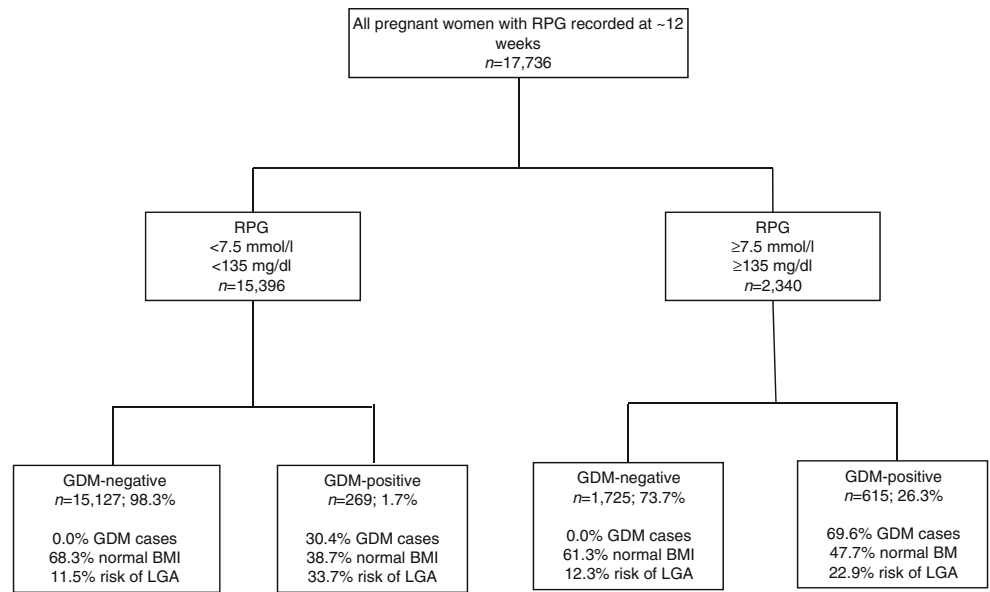 All pregnant women with RPG recorded at ~12
weeks
n=17,736
RPG
<7.5 mmol/l
<135 mg/dl
n=15,396
RPG
≥7.5 mmol/l
≥135 mg/dl
n=2,340
GDM-negative
n=15,127; 98.3%
0.0% GDM cases
68.3% normal BMI
11.5% risk of LGA
GDM-positive
n=269; 1.7%
30.4% GDM cases
38.7% normal BMI
33.7% risk of LGA
GDM-negative
n=1,725; 73.7%
0.0% GDM cases
61.3% normal BMI
12.3% risk of LGA
GDM-positive
n=615; 26.3%
69.6% GDM cases
47.7% normal BM
22.9% risk of LGA